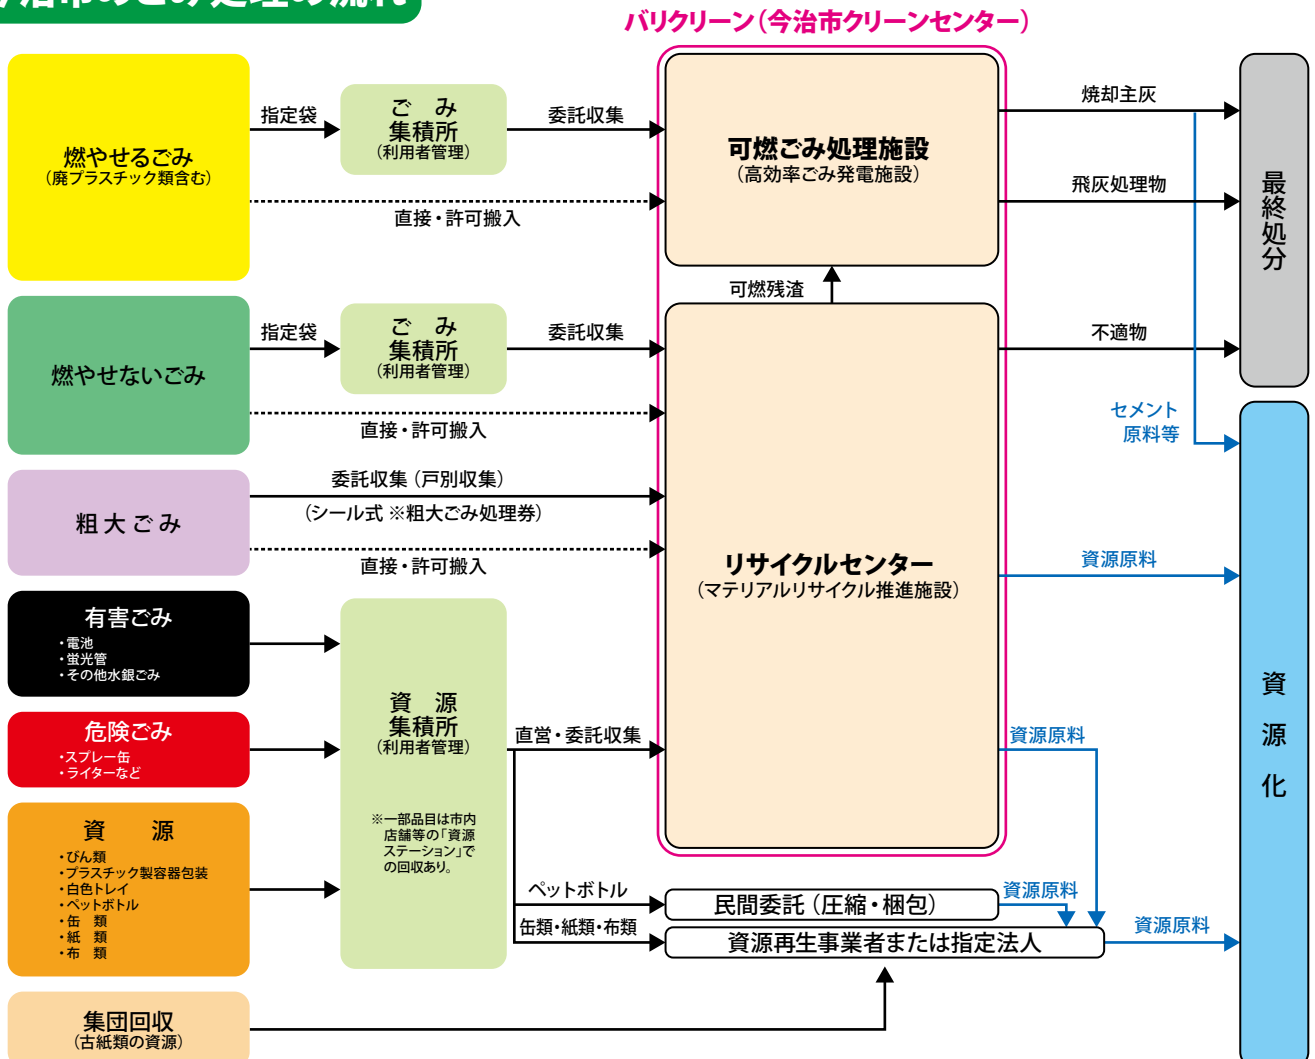 今治市のごみ処理の流れ
バリクリーン（今治市クリーンセンター）
燃やせるごみ
（廃プラスチック類含む）
指定袋
ごみ
集積所
（利用者管理）
委託収集
直接・許可搬入
可燃ごみ処理施設
（高効率ごみ発電施設）
焼却主灰
飛灰処理物
最終処分
可燃残渣
燃やせないごみ
指定袋
ごみ
集積所
（利用者管理）
委託収集
直接・許可搬入
不適物
セメント
原料等
粗大ごみ
委託収集（戸別収集）
（シール式 ※粗大ごみ処理券）
直接・許可搬入
リサイクルセンター
（マテリアルリサイクル推進施設）
資源原料
資源化
有害ごみ
・電池
・蛍光管
・その他水銀ごみ
危険ごみ
・スプレー缶
・ライターなど
資源
・びん類
・プラスチック製容器包装
・白色トレイ
・ペットボトル
・缶 類
・紙 類
・布 類
資源
集積所
（利用者管理）
※一部品目は市内
店舗等の「資源
ステーション」で
の回収あり。
直営・委託収集
資源原料
ペットボトル
民間委託（圧縮・梱包）
資源原料
缶類・紙類・布類
資源再生事業者または指定法人
資源原料
集団回収
（古紙類の資源）